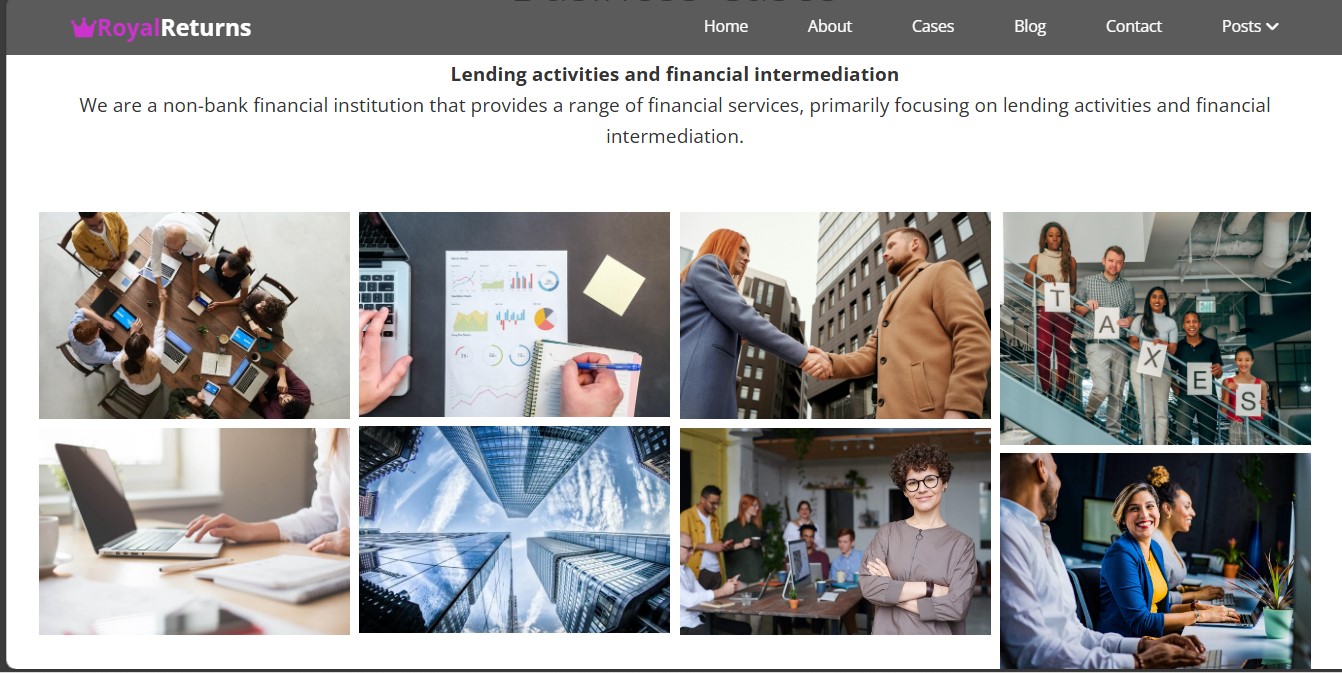 RoyalReturns
Home About Cases Blog Contact Posts
Lending activities and financial intermediation
We are a non-bank financial institution that provides a range of financial services, primarily focusing on lending activities and financial
intermediation.
T
A
X
E
S